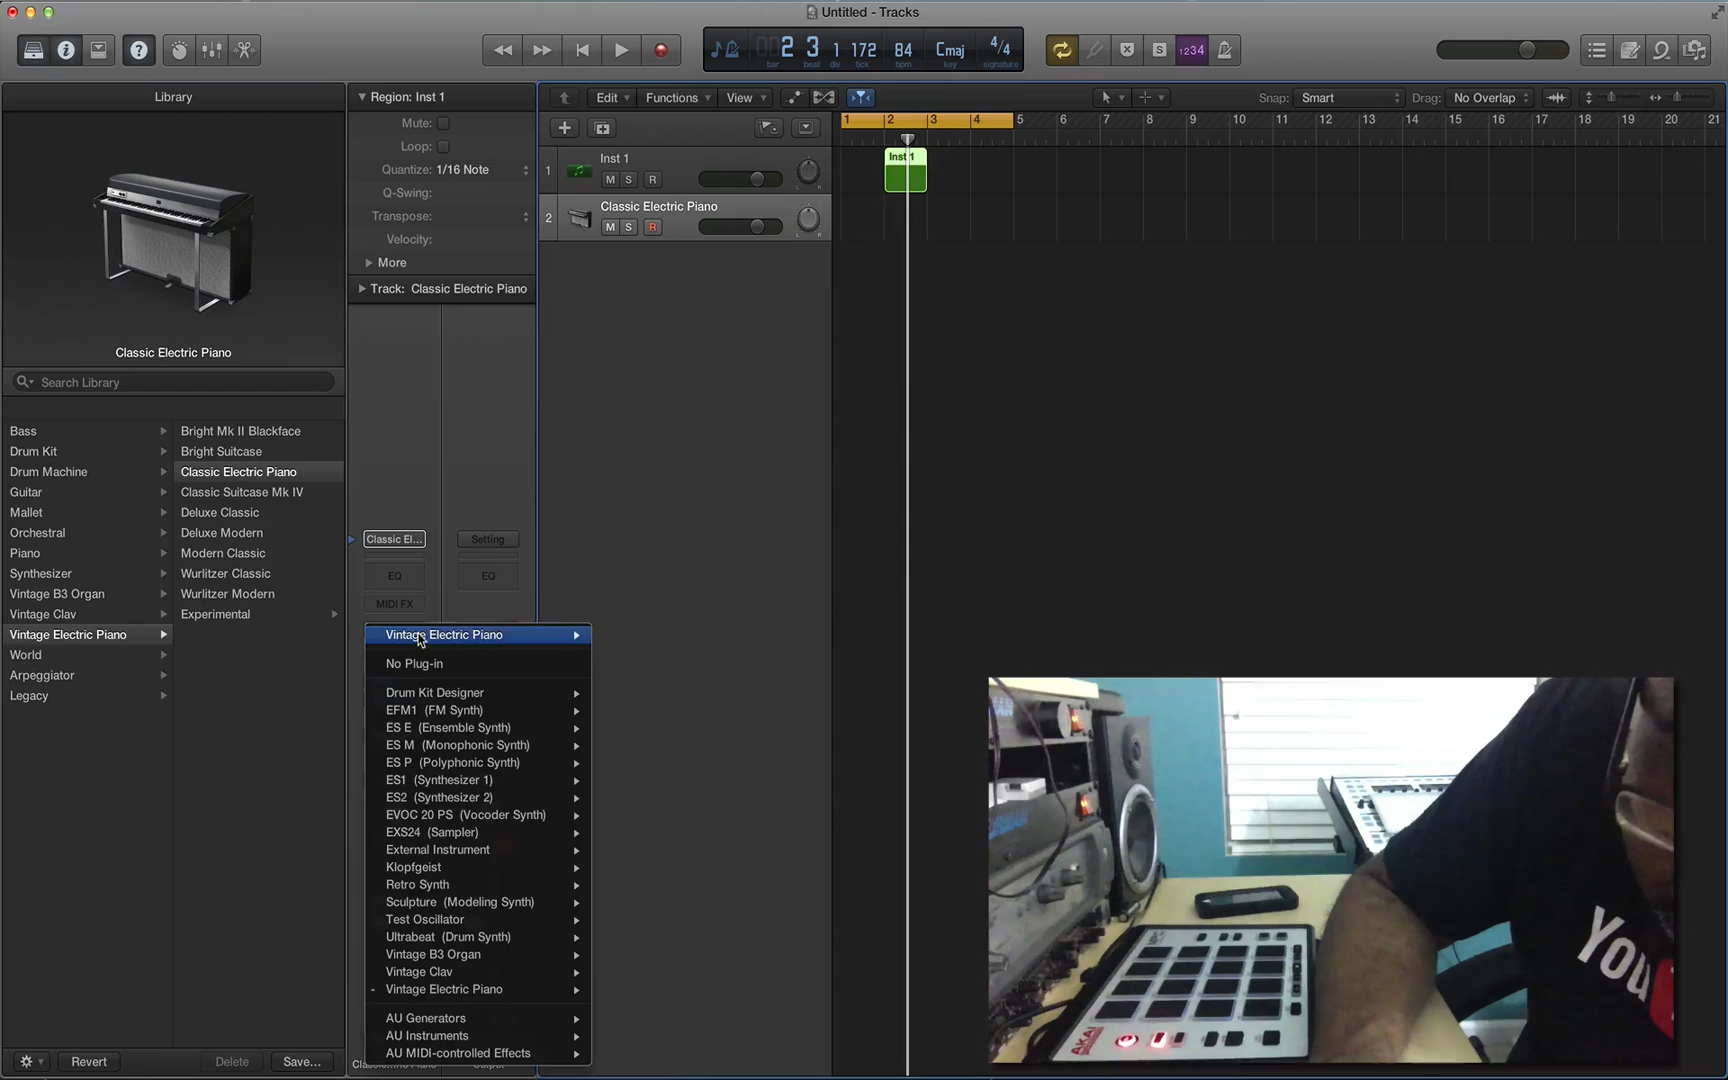 Untitled - Tracks
2 3 1 172 84 Cmaj 4/4
bar beat div tick bpm key signature
1234
Library
Region: Inst 1
Mute:
Loop:
Quantize: 1/16 Note
Q-Swing:
Transpose:
Velocity:
More
Track: Classic Electric Piano
Edit Functions View Snap: Smart Drag: No Overlap
1 2 3 4 5 6 7 8 9 10 11 12 13 14 15 16 17 18 19 20 21
1 Inst 1
M S R
Inst 1
2 Classic Electric Piano
M S R
Classic Electric Piano
Search Library
Bass
Drum Kit
Drum Machine
Guitar
Mallet
Orchestral
Piano
Synthesizer
Vintage B3 Organ
Vintage Clav
Vintage Electric Piano
World
Arpeggiator
Legacy
Bright Mk II Blackface
Bright Suitcase
Classic Electric Piano
Classic Suitcase Mk IV
Deluxe Classic
Deluxe Modern
Modern Classic
Wurlitzer Classic
Wurlitzer Modern
Experimental
Classic El... Setting
EQ EQ
MIDI FX
Vintage Electric Piano
No Plug-in
Drum Kit Designer
EFM1 (FM Synth)
ES E (Ensemble Synth)
ES M (Monophonic Synth)
ES P (Polyphonic Synth)
ES1 (Synthesizer 1)
ES2 (Synthesizer 2)
EVOC 20 PS (Vocoder Synth)
EXS24 (Sampler)
External Instrument
Klopfgeist
Retro Synth
Sculpture (Modeling Synth)
Test Oscillator
Ultrabeat (Drum Synth)
Vintage B3 Organ
Vintage Clav
- Vintage Electric Piano
AU Generators
AU Instruments
AU MIDI-controlled Effects
Revert Delete Save...
You
AKAI